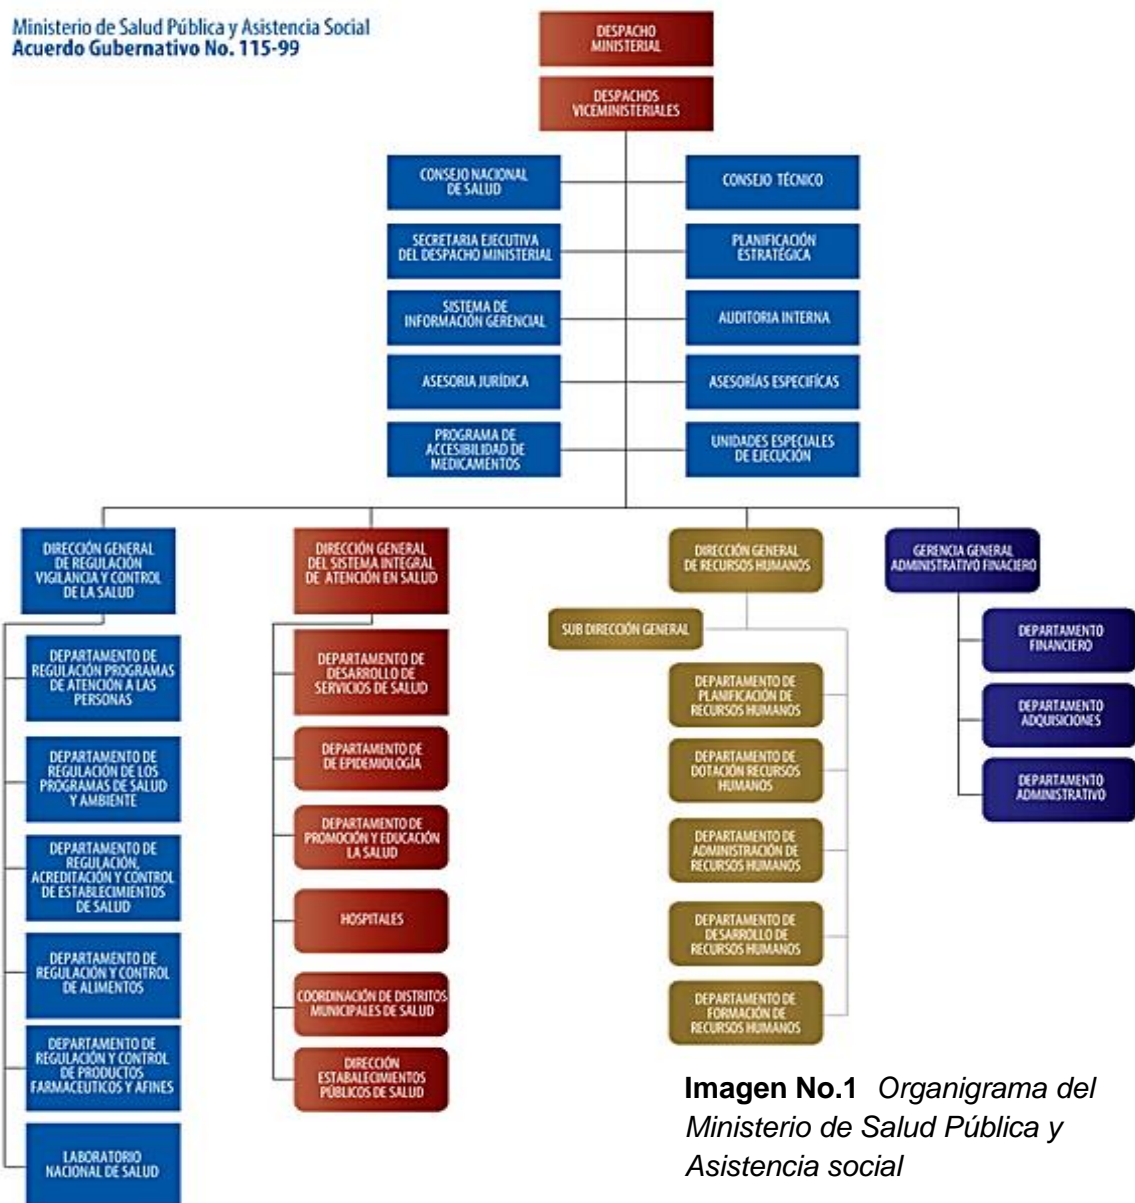 Ministerio de Salud Pública y Asistencia Social
Acuerdo Gubernativo No. 115-99
DESPACHO
MINISTERIAL
DESPACHOS
VICEMINISTERIALES
CONSEJO NACIONAL
DE SALUD
CONSEJO TÉCNICO
SECRETARIA EJECUTIVA
DEL DESPACHO MINISTERIAL
PLANIFICACIÓN
ESTRATÉGICA
SISTEMA DE
INFORMACIÓN GERENCIAL
AUDITORIA INTERNA
ASESORIA JURÍDICA
ASESORÍAS ESPECIFÍCAS
PROGRAMA DE
ACCESIBILIDAD DE
MEDICAMENTOS
UNIDADES ESPECIALES
DE EJECUCIÓN
DIRECCIÓN GENERAL
DE REGULACIÓN
VIGILANCIA Y CONTROL
DE LA SALUD
DEPARTAMENTO DE
REGULACIÓN PROGRAMAS
DE ATENCIÓN A LAS
PERSONAS
DEPARTAMENTO DE
REGULACIÓN DE LOS
PROGRAMAS DE SALUD
Y AMBIENTE
DEPARTAMENTO DE
REGULACIÓN,
ACREDITACIÓN Y CONTROL
DE ESTABLECIMIENTOS
DE SALUD
DEPARTAMENTO DE
REGULACIÓN Y CONTROL
DE ALIMENTOS
DEPARTAMENTO DE
REGULACIÓN Y CONTROL
DE PRODUCTOS
FARMACEUTICOS Y AFINES
LABORATORIO
NACIONAL DE SALUD
DIRECCIÓN GENERAL
DEL SISTEMA INTEGRAL
DE ATENCIÓN EN SALUD
DEPARTAMENTO DE
DESARROLLO DE
SERVICIOS DE SALUD
DEPARTAMENTO DE
DE EPIDEMIOLOGÍA
DEPARTAMENTO DE
PROMOCIÓN Y EDUCACIÓN
LA SALUD
HOSPITALES
COORDINACIÓN DE DISTRITOS
MUNICIPALES DE SALUD
DIRECCIÓN
ESTABALECIMIENTOS
PÚBLICOS DE SALUD
DIRECCIÓN GENERAL
DE RECURSOS HUMANOS
SUB DIRECCIÓN GENERAL
DEPARTAMENTO DE
PLANIFICACIÓN DE
RECURSOS HUMANOS
DEPARTAMENTO DE
DOTACIÓN RECURSOS
HUMANOS
DEPARTAMENTO DE
ADMINISTRACIÓN DE
RECURSOS HUMANOS
DEPARTAMENTO DE
DESARROLLO DE
RECURSOS HUMANOS
DEPARTAMENTO DE
FORMACIÓN DE
RECURSOS HUMANOS
GERENCIA GENERAL
ADMINISTRATIVO FINACIERO
DEPARTAMENTO
FINANCIERO
DEPARTAMENTO
ADQUISICIONES
DEPARTAMENTO
ADMINISTRATIVO
Imagen No.1 Organigrama del
Ministerio de Salud Pública y
Asistencia social